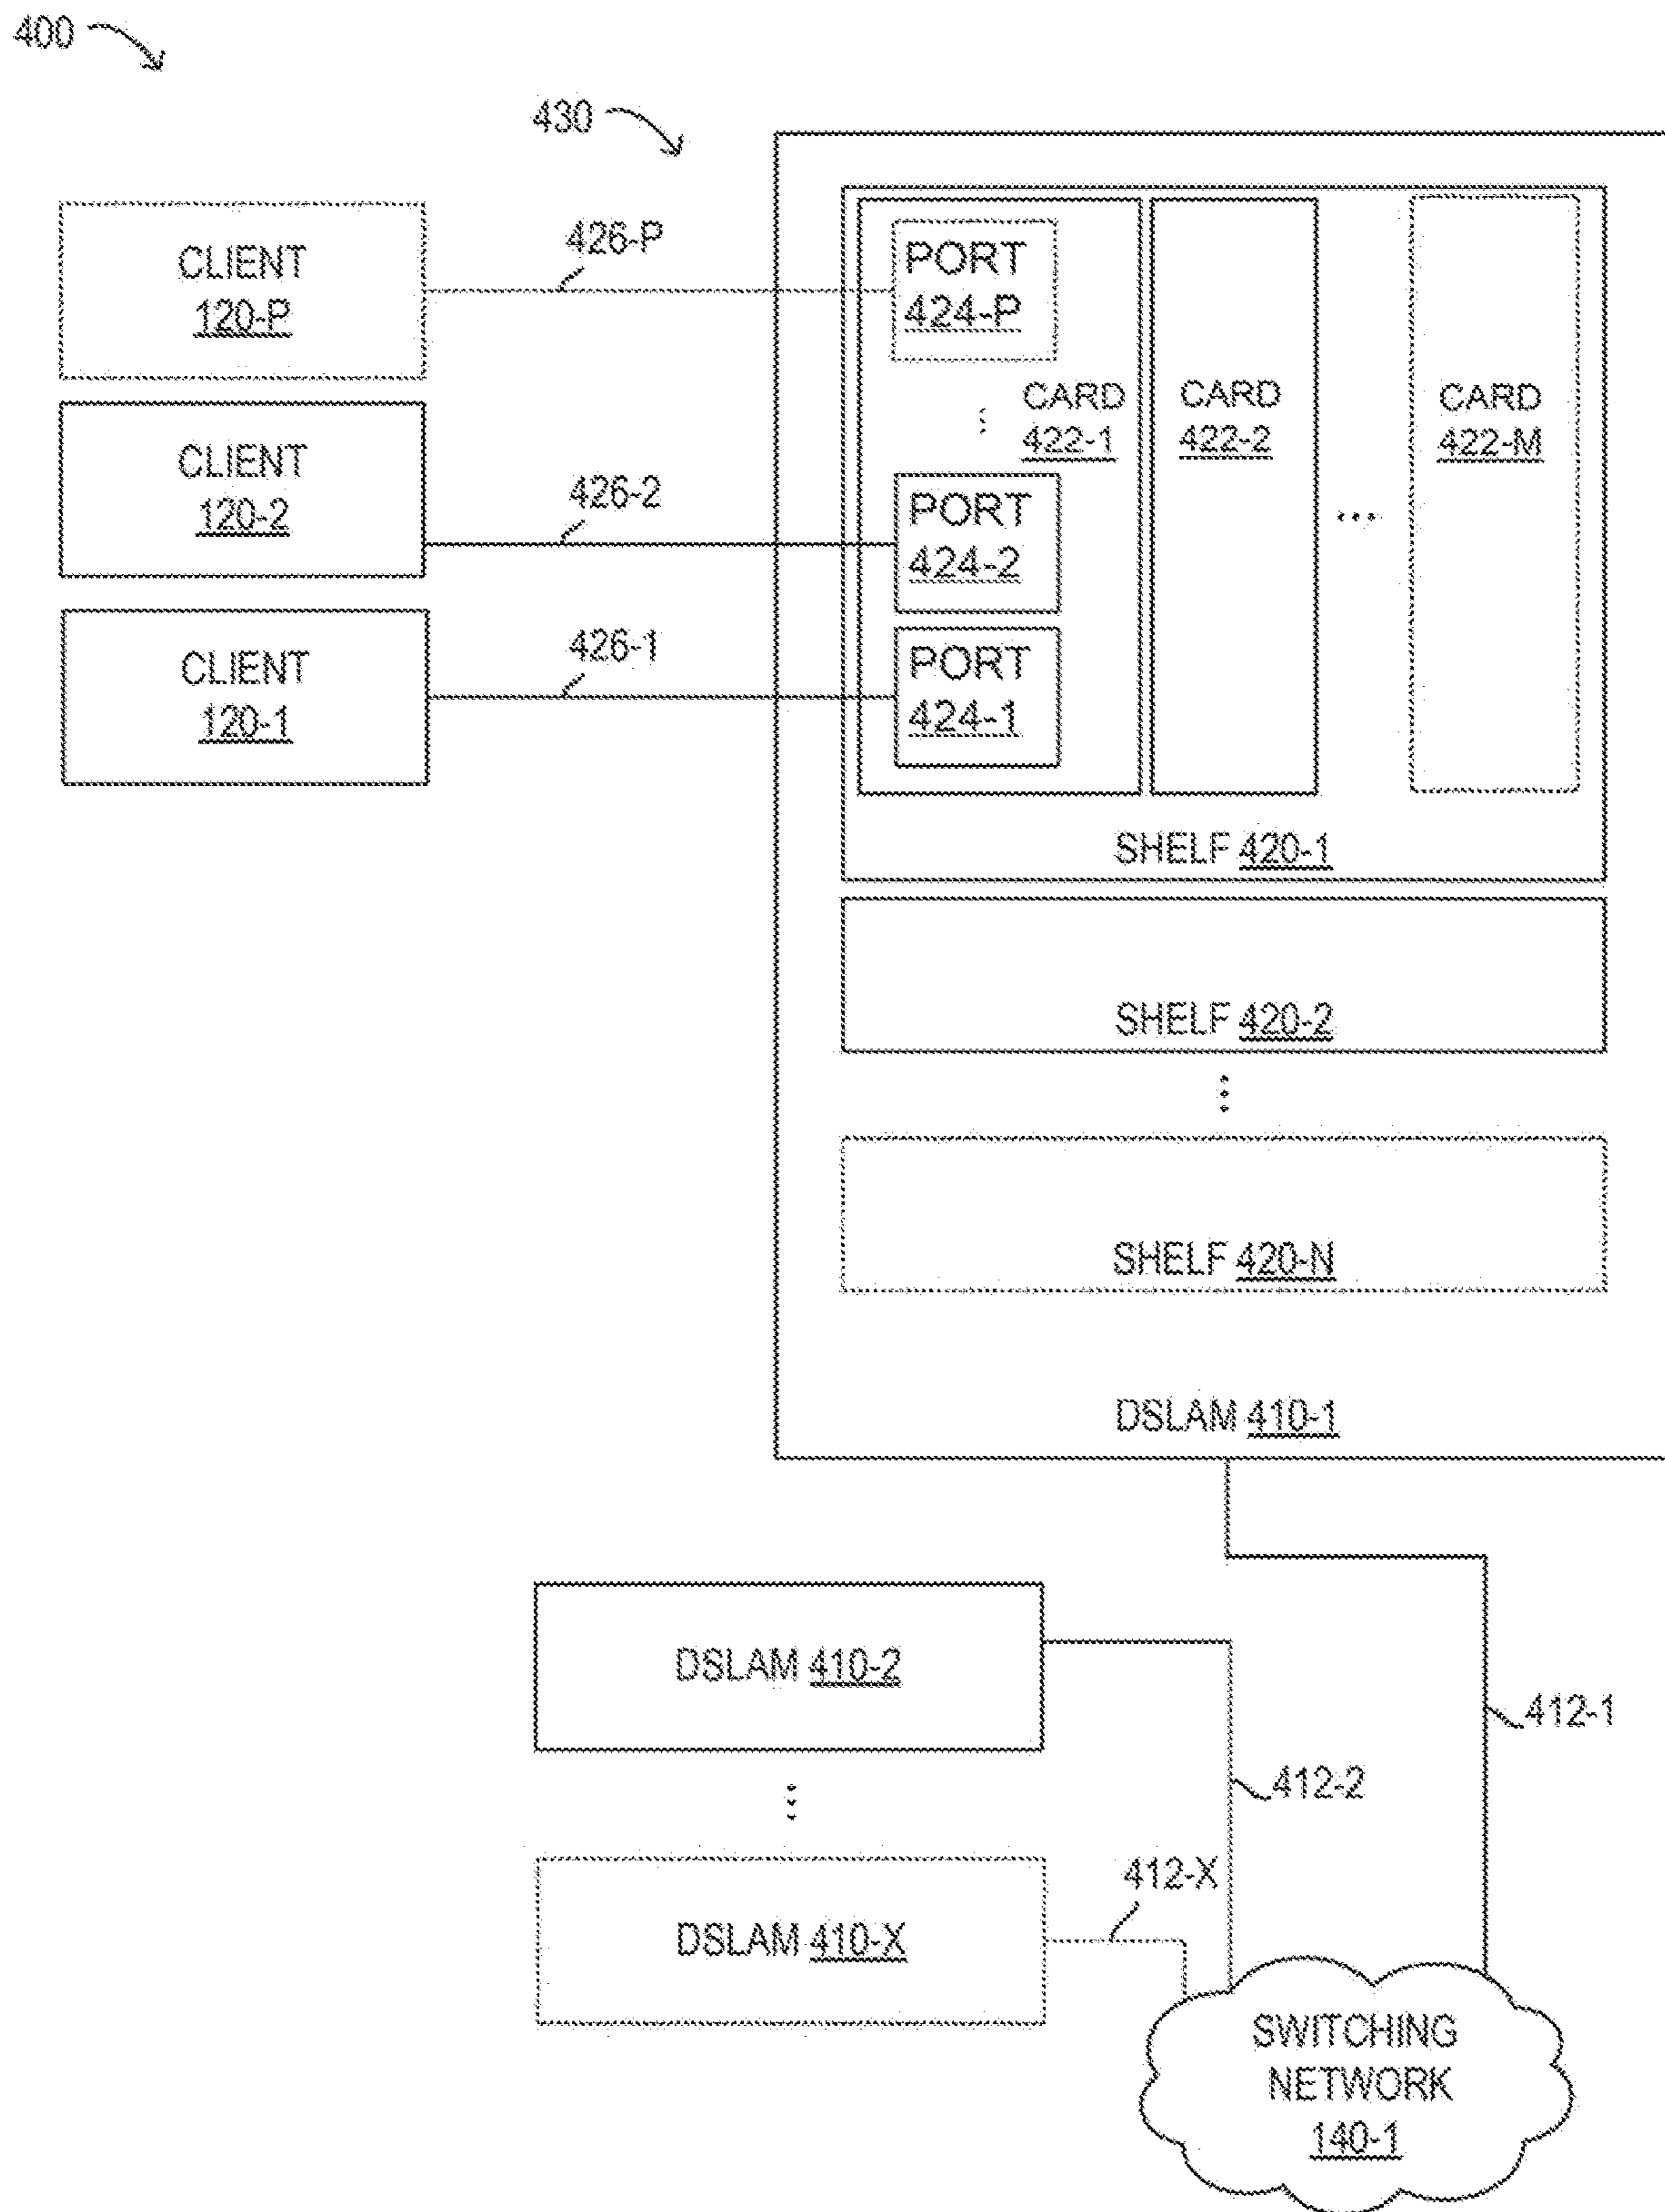 400
430
CLIENT
120-P
426-P
PORT
424-P
CARD
422-1
CARD
422-2
CARD
422-M
CLIENT
120-2
426-2
PORT
424-2
CLIENT
120-1
426-1
PORT
424-1
SHELF 420-1
SHELF 420-2
SHELF 420-N
DSLAM 410-1
DSLAM 410-2
412-1
412-2
412-X
DSLAM 410-X
SWITCHING
NETWORK
140-1